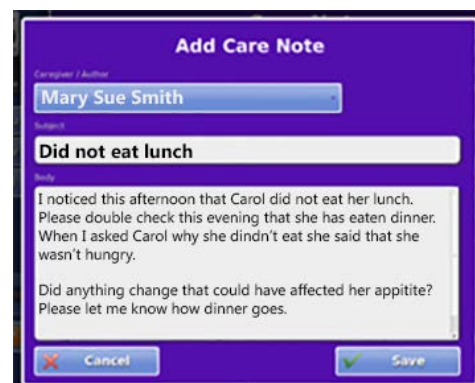 Add Care Note
Caregiver / Author
Mary Sue Smith
Subject
Did not eat lunch
Body
I noticed this afternoon that Carol did not eat her lunch.
Please double check this evening that she has eaten dinner.
When I asked Carol why she dindn't eat she said that she
wasn't hungry.
Did anything change that could have affected her appitite?
Please let me know how dinner goes.
Cancel
Save